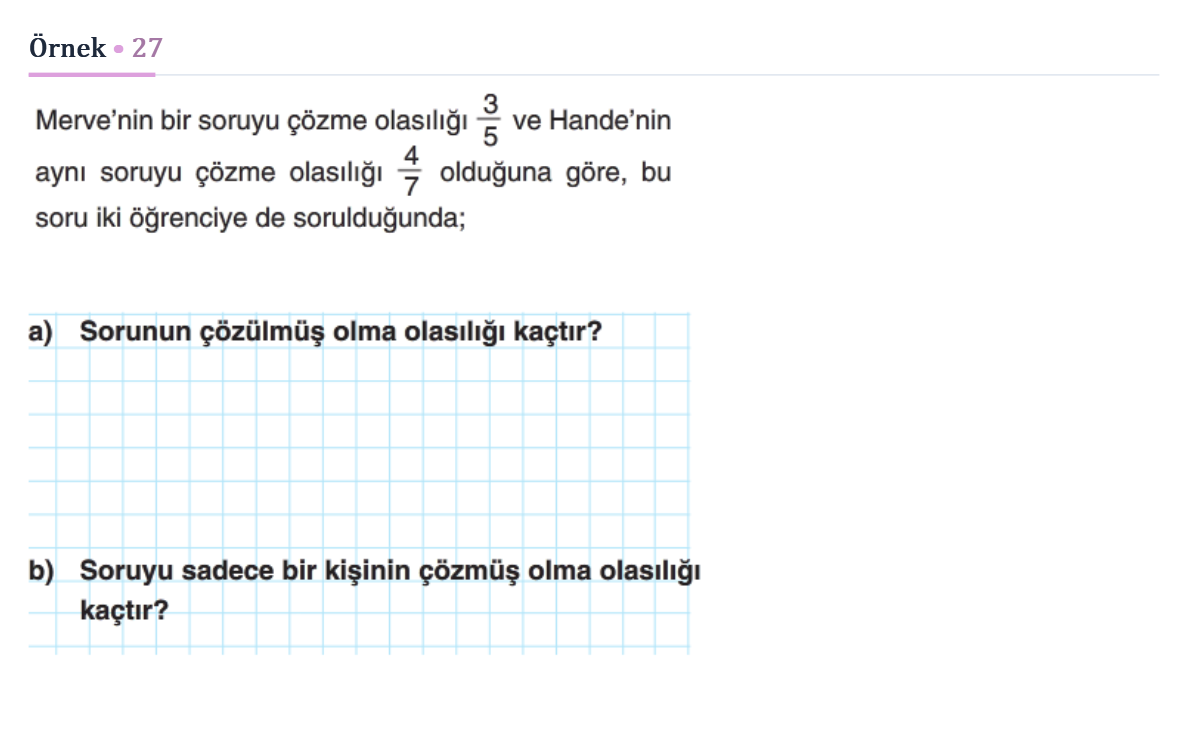 Örnek • 27
Merve'nin bir soruyu çözme olasılığı 3/5 ve Hande'nin
aynı soruyu çözme olasılığı 4/7 olduğuna göre, bu
soru iki öğrenciye de sorulduğunda;
a) Sorunun çözülmüş olma olasılığı kaçtır?
b) Soruyu sadece bir kişinin çözmüş olma olasılığı
kaçtır?